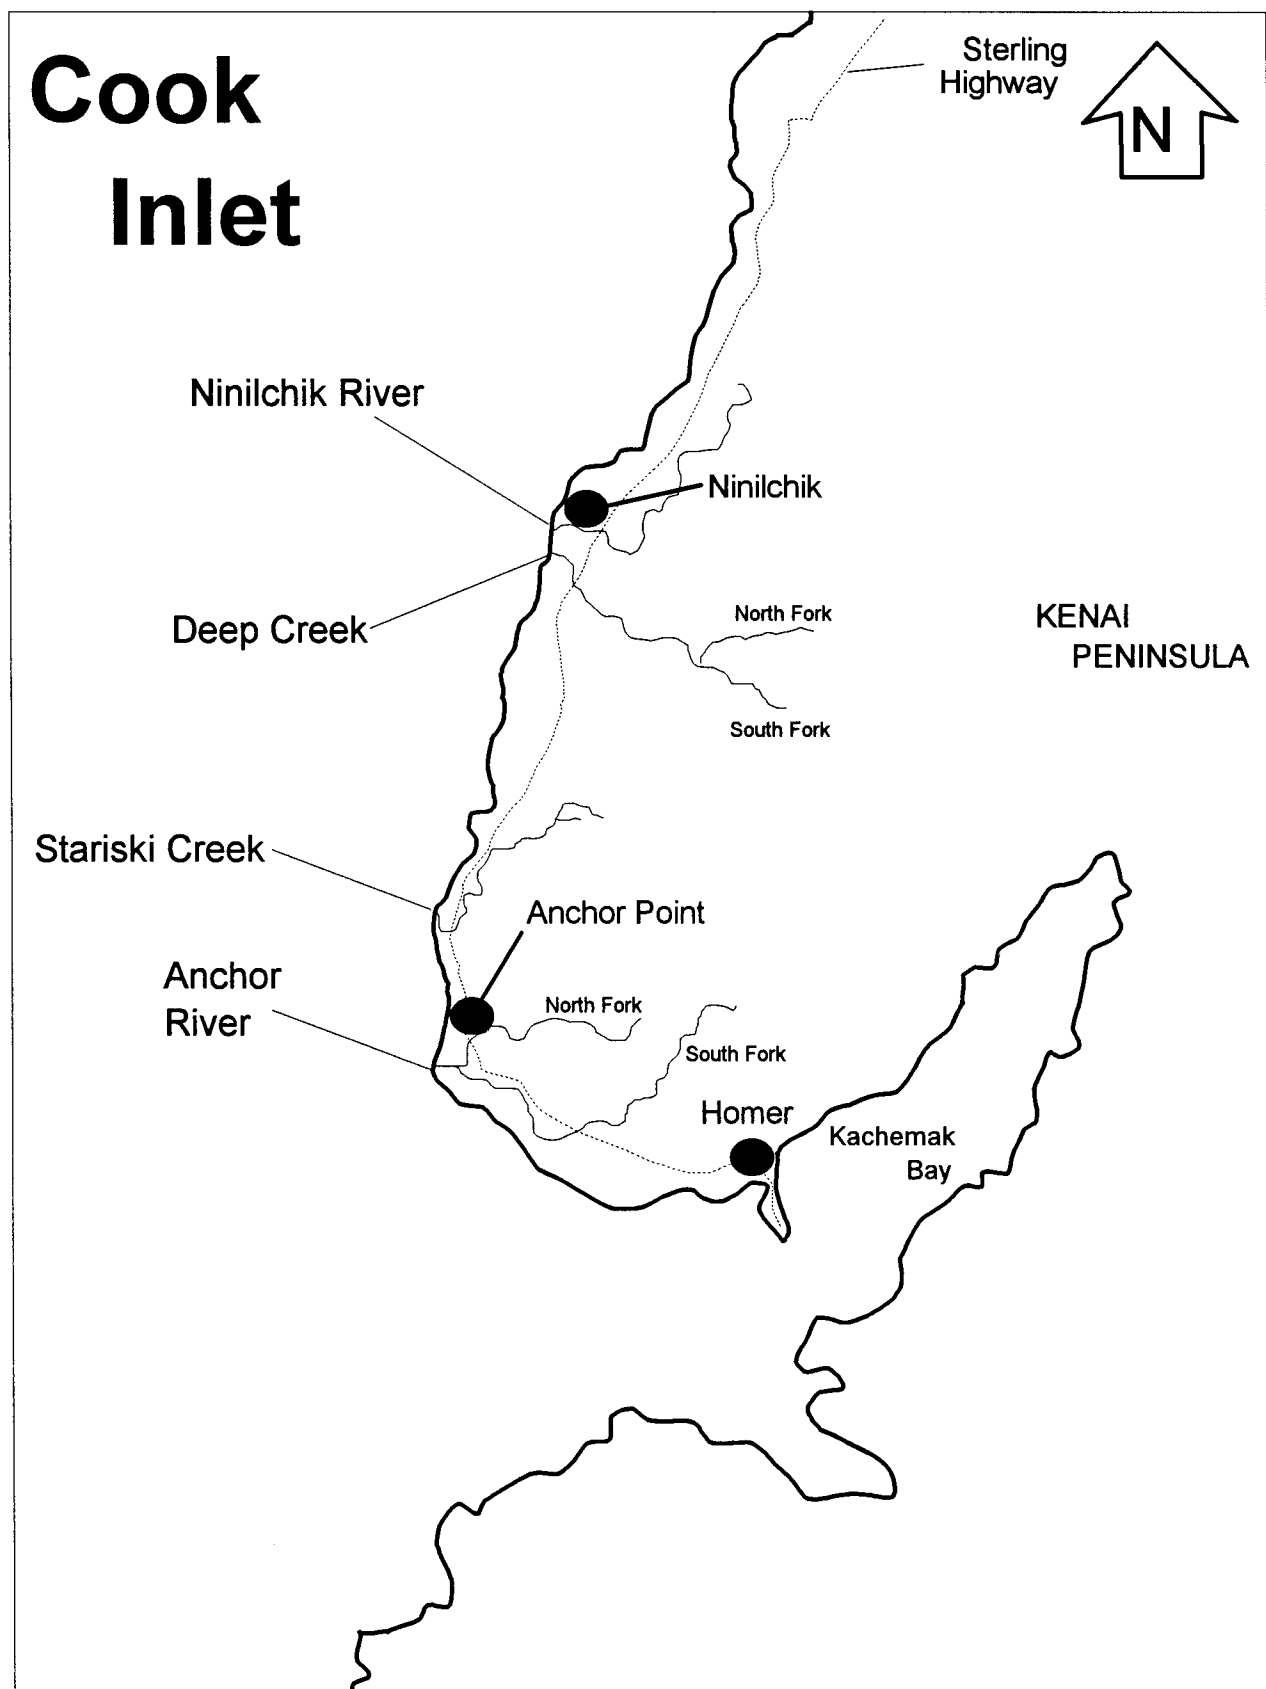 Cook
Inlet
Sterling
Highway
N
Ninilchik River
Ninilchik
Deep Creek
North Fork
KENAI
PENINSULA
South Fork
Stariski Creek
Anchor Point
Anchor
River
North Fork
South Fork
Homer
Kachemak
Bay